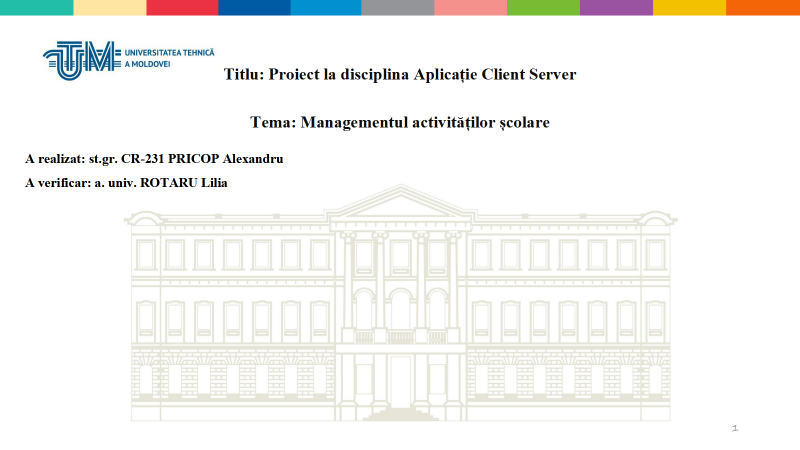 UTM
UNIVERSITATEA TEHNICĂ
A MOLDOVEI
Titlu: Proiect la disciplina Aplicație Client Server
Tema: Managementul activităților școlare
A realizat: st.gr. CR-231 PRICOP Alexandru
A verificar: a. univ. ROTARU Lilia
1